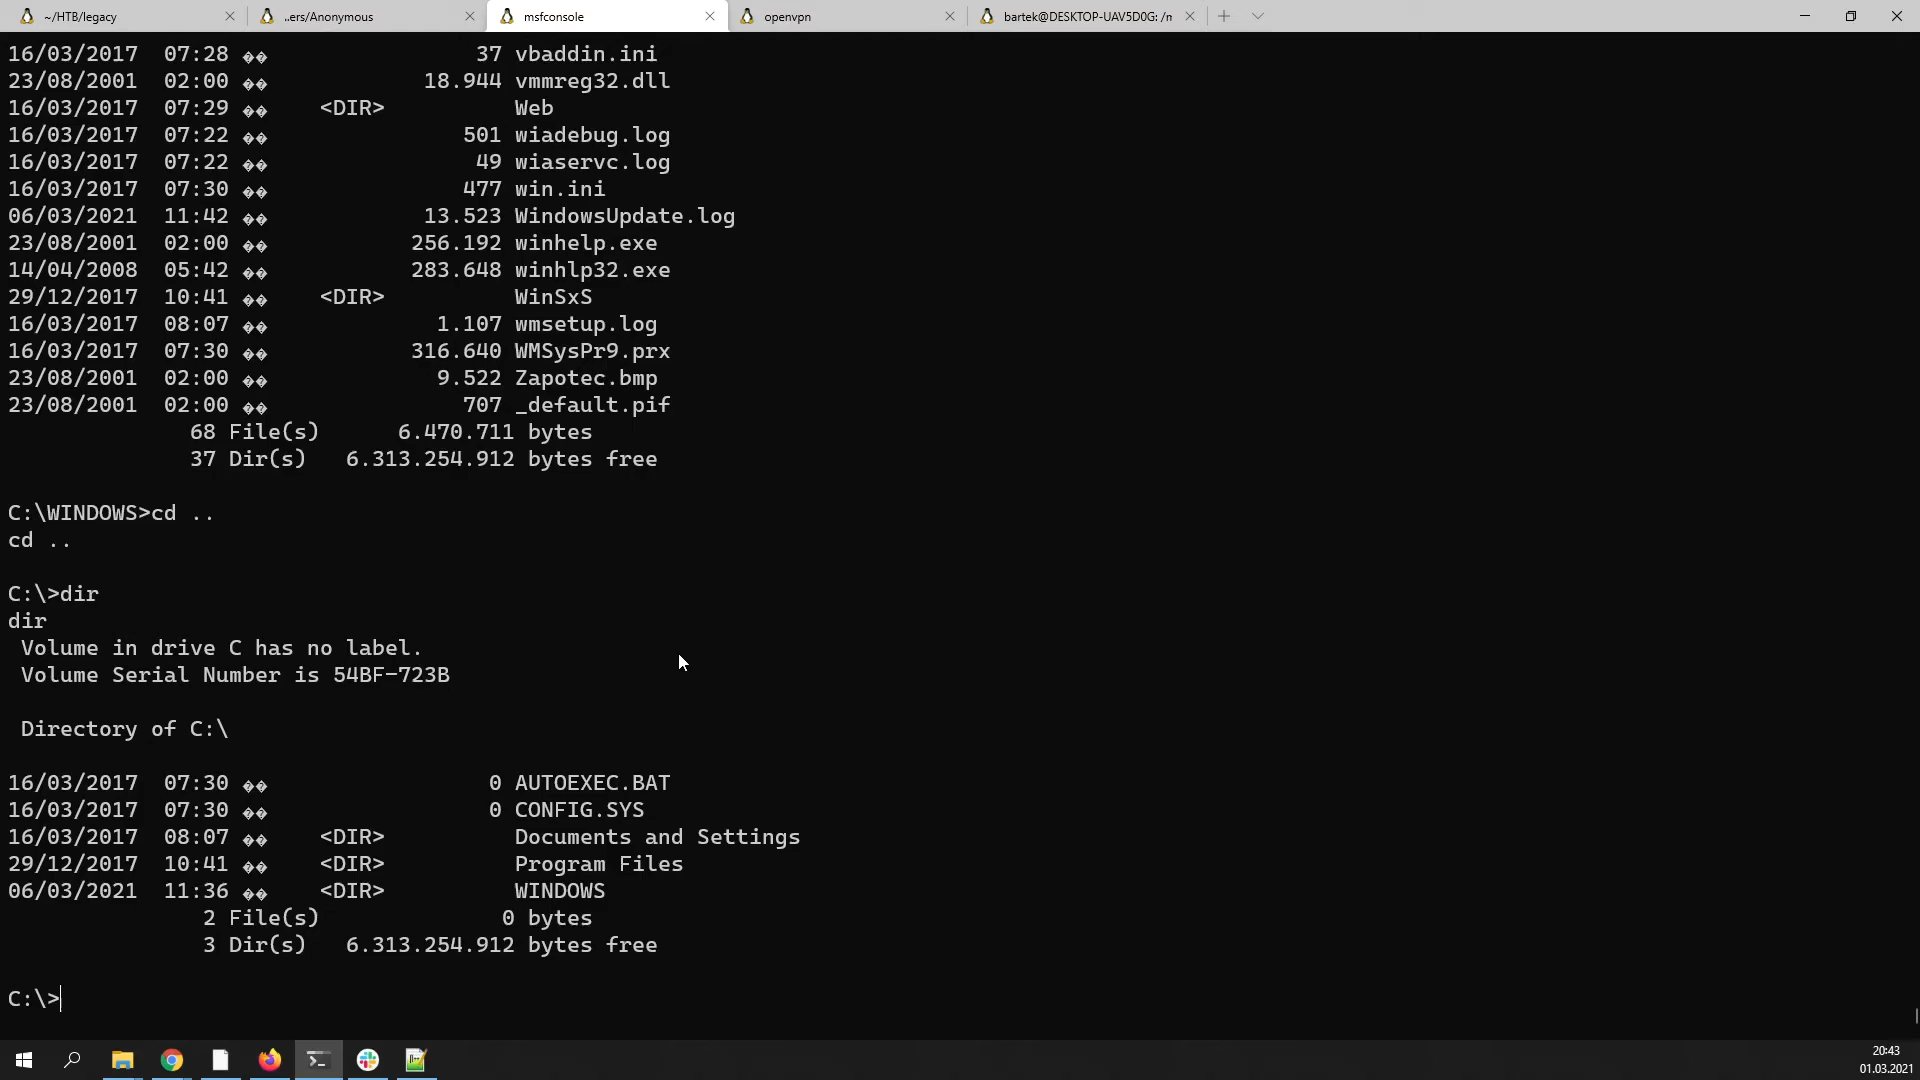 ~/HTB/legacy
..ers/Anonymous
msfconsole
openvpn
bartek@DESKTOP-UAV5D0G: /m
16/03/2017  07:28 ��                37 vbaddin.ini
23/08/2001  02:00 ��            18.944 vmmreg32.dll
16/03/2017  07:29 ��    <DIR>          Web
16/03/2017  07:22 ��               501 wiadebug.log
16/03/2017  07:22 ��                49 wiaservc.log
16/03/2017  07:30 ��               477 win.ini
06/03/2021  11:42 ��            13.523 WindowsUpdate.log
23/08/2001  02:00 ��           256.192 winhelp.exe
14/04/2008  05:42 ��           283.648 winhlp32.exe
29/12/2017  10:41 ��    <DIR>          WinSxS
16/03/2017  08:07 ��             1.107 wmsetup.log
16/03/2017  07:30 ��           316.640 WMSysPr9.prx
23/08/2001  02:00 ��             9.522 Zapotec.bmp
23/08/2001  02:00 ��               707 _default.pif
              68 File(s)      6.470.711 bytes
              37 Dir(s)   6.313.254.912 bytes free
C:\WINDOWS>cd ..
cd ..
C:\>dir
dir
 Volume in drive C has no label.
 Volume Serial Number is 54BF-723B
 Directory of C:\
16/03/2017  07:30 ��                 0 AUTOEXEC.BAT
16/03/2017  07:30 ��                 0 CONFIG.SYS
16/03/2017  08:07 ��    <DIR>          Documents and Settings
29/12/2017  10:41 ��    <DIR>          Program Files
06/03/2021  11:36 ��    <DIR>          WINDOWS
               2 File(s)              0 bytes
               3 Dir(s)   6.313.254.912 bytes free
C:\>
20:43
01.03.2021